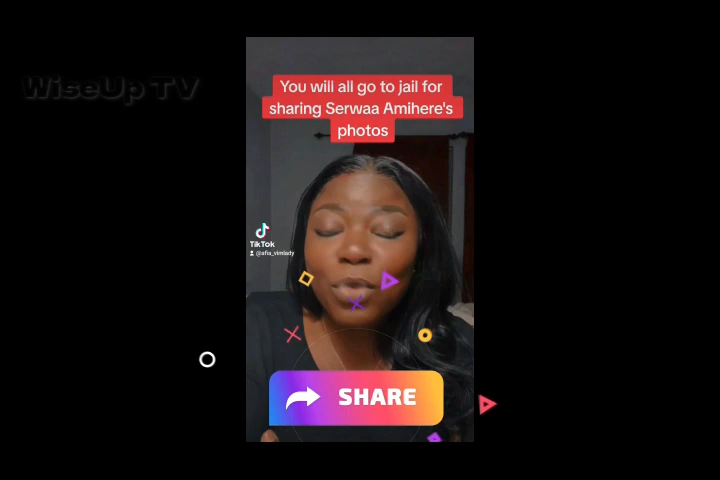 WiseUp TV
You will all go to jail for
sharing Serwaa Amihere's
photos
TikTok
@afia_vimlady
SHARE